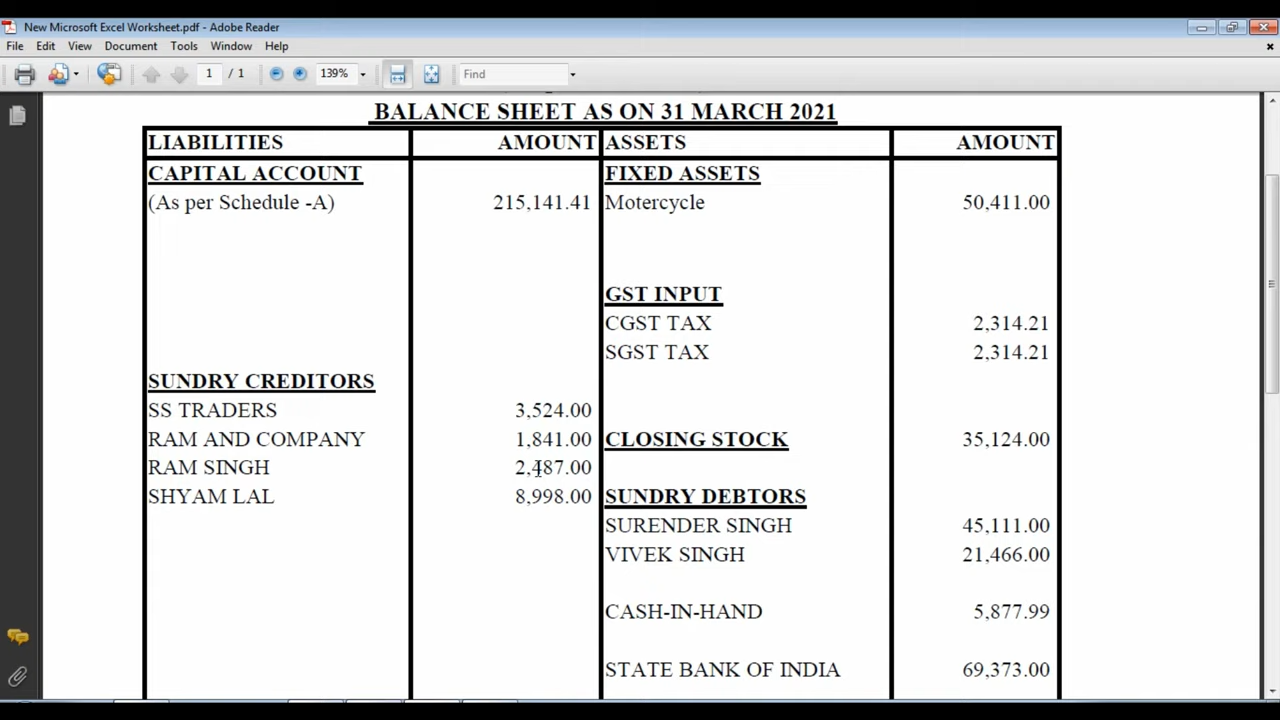 New Microsoft Excel Worksheet.pdf - Adobe Reader
File Edit View Document Tools Window Help
1 / 1 139% Find
BALANCE SHEET AS ON 31 MARCH 2021
LIABILITIES AMOUNT ASSETS AMOUNT
CAPITAL ACCOUNT FIXED ASSETS
(As per Schedule -A) 215,141.41 Motercycle 50,411.00
GST INPUT
CGST TAX 2,314.21
SGST TAX 2,314.21
SUNDRY CREDITORS
SS TRADERS 3,524.00
RAM AND COMPANY 1,841.00 CLOSING STOCK 35,124.00
RAM SINGH 2,487.00
SHYAM LAL 8,998.00 SUNDRY DEBTORS
SURENDER SINGH 45,111.00
VIVEK SINGH 21,466.00
CASH-IN-HAND 5,877.99
STATE BANK OF INDIA 69,373.00